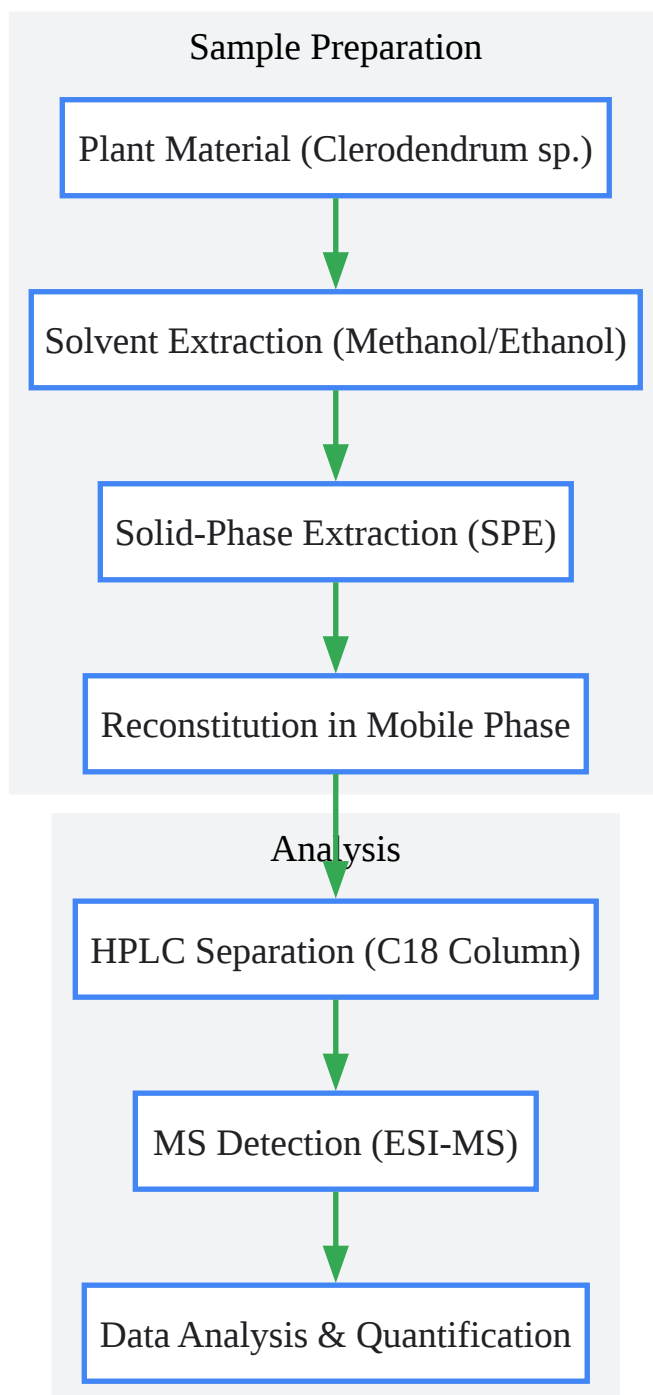 Sample Preparation
Plant Material (Clerodendrum sp.)
Solvent Extraction (Methanol/Ethanol)
Solid-Phase Extraction (SPE)
Reconstitution in Mobile Phase
Analysis
HPLC Separation (C18 Column)
MS Detection (ESI-MS)
Data Analysis & Quantification